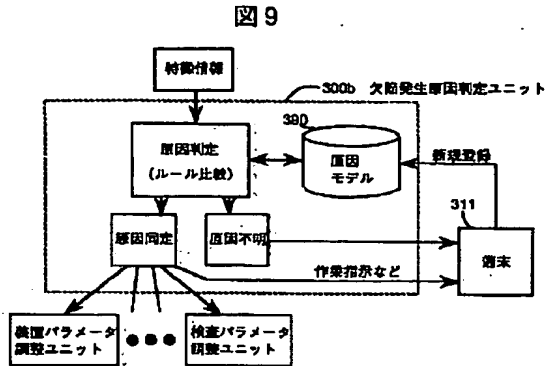 図9
特徴情報
300b 欠陥発生原因判定ユニット
390
原因判定
(ルール比較)
原因
モデル
新規登録
311
原因同定
原因不明
端末
作業指示など
装置パラメータ
調整ユニット
検査パラメータ
調整ユニット